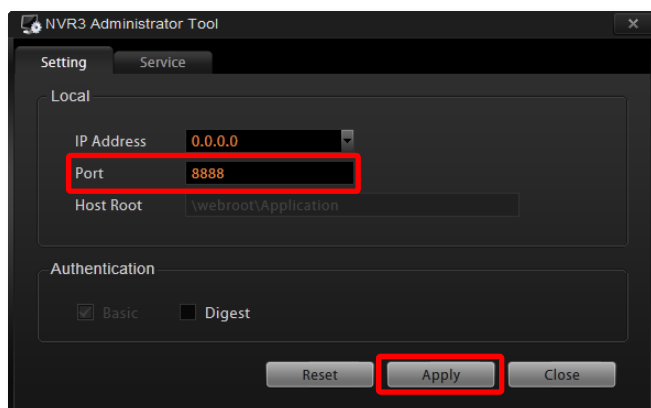 NVR3 Administrator Tool
Setting Service
Local
IP Address 0.0.0.0
Port 8888
Host Root \webroot\Application
Authentication
Basic Digest
Reset Apply Close